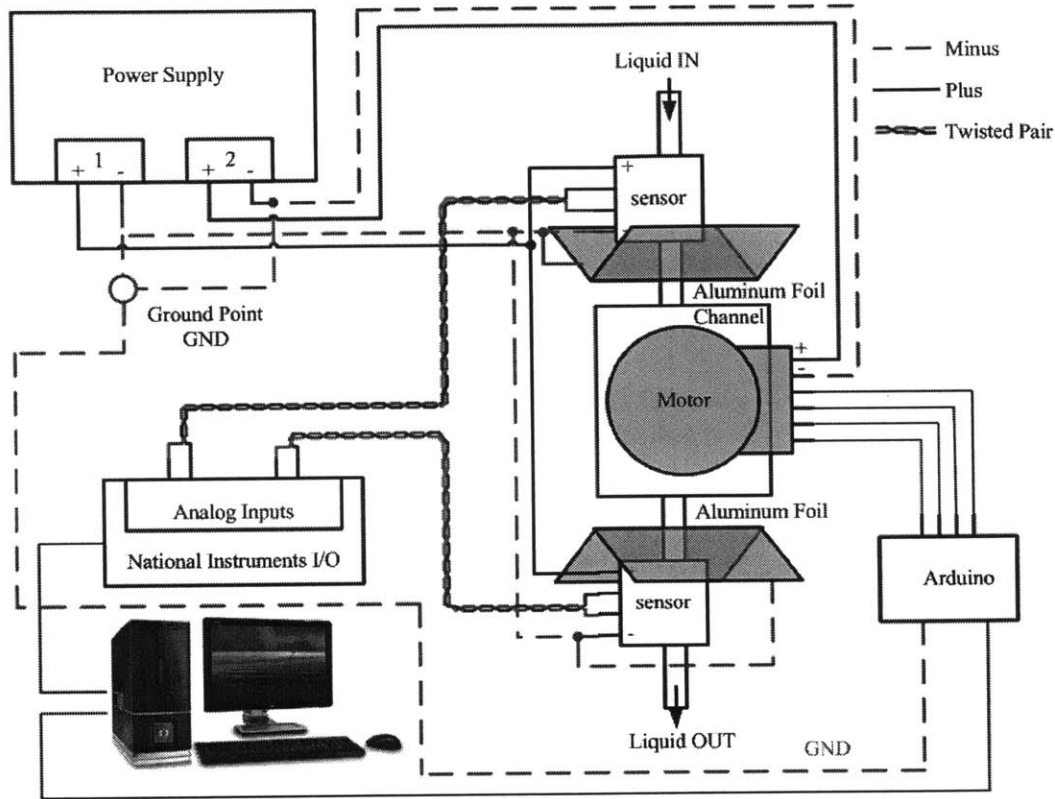 Power Supply
1
+ -
2
+ -
Liquid IN
Minus
Plus
Twisted Pair
+
sensor
-
Aluminum Foil
Channel
Ground Point
GND
+
-
Motor
Analog Inputs
National Instruments I/O
Aluminum Foil
sensor
-
Arduino
Liquid OUT
GND